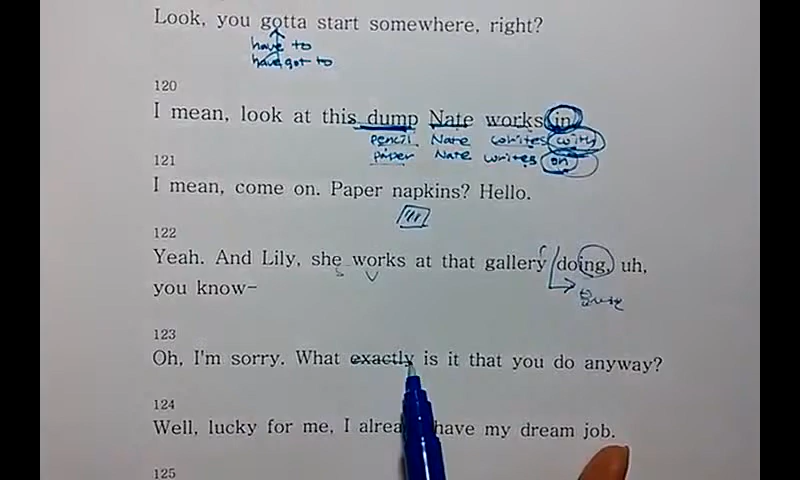 Look, you gotta start somewhere, right?
have to
have got to
120
I mean, look at this dump Nate works in
pencil Nate writes with
paper Nate writes on
121
I mean, come on. Paper napkins? Hello.
122
Yeah. And Lily, she works at that gallery doing, uh,
S V
you know-
123
Oh, I'm sorry. What exactly is it that you do anyway?
124
Well, lucky for me, I already have my dream job.
125